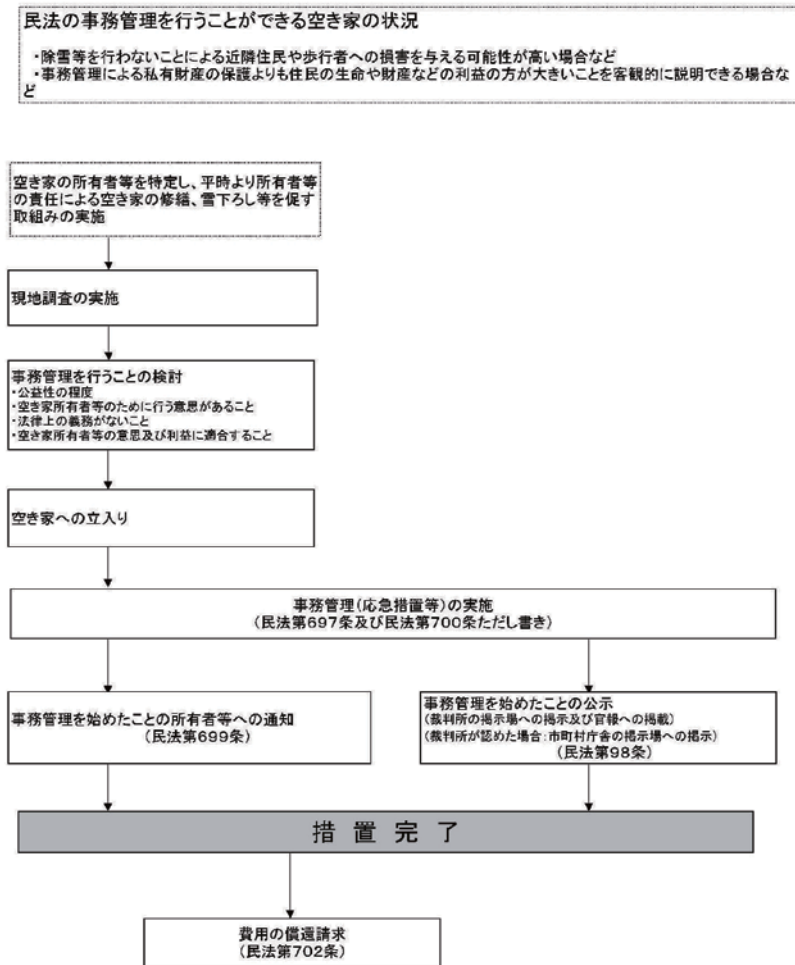 民法の事務管理を行うことができる空き家の状況
・除雪等を行わないことによる近隣住民や歩行者への損害を与える可能性が高い場合など
・事務管理による私有財産の保護よりも住民の生命や財産などの利益の方が大きいことを客観的に説明できる場合な
ど
空き家の所有者等を特定し、平時より所有者等
の責任による空き家の修繕、雪下ろし等を促す
取組みの実施
現地調査の実施
事務管理を行うことの検討
・公益性の程度
・空き家所有者等のために行う意思があること
・法律上の義務がないこと
・空き家所有者等の意思及び利益に適合すること
空き家への立入り
事務管理(応急措置等)の実施
(民法第697条及び民法第700条ただし書き)
事務管理を始めたことの所有者等への通知
(民法第699条)
事務管理を始めたことの公示
(裁判所の掲示場への掲示及び官報への掲載)
(裁判所が認めた場合:市町村庁舎の掲示場への掲示)
(民法第98条)
措置完了
費用の償還請求
(民法第702条)